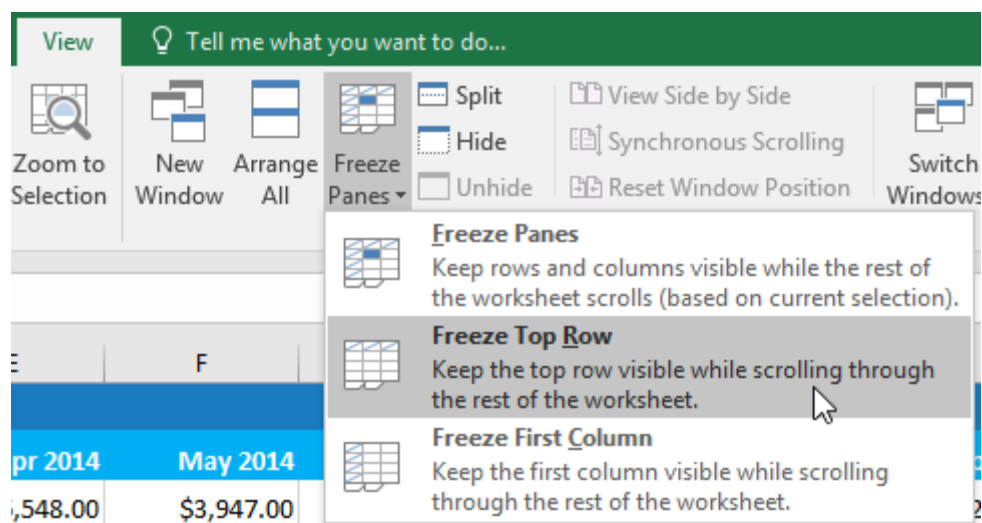 View
Tell me what you want to do...
Zoom to
Selection
New
Window
Arrange
All
Freeze
Panes
Split
Hide
Unhide
View Side by Side
Synchronous Scrolling
Reset Window Position
Switch
Windows
Freeze Panes
Keep rows and columns visible while the rest of
the worksheet scrolls (based on current selection).
Freeze Top Row
Keep the top row visible while scrolling through
the rest of the worksheet.
Freeze First Column
Keep the first column visible while scrolling
through the rest of the worksheet.
F
pr 2014
May 2014
,548.00
$3,947.00